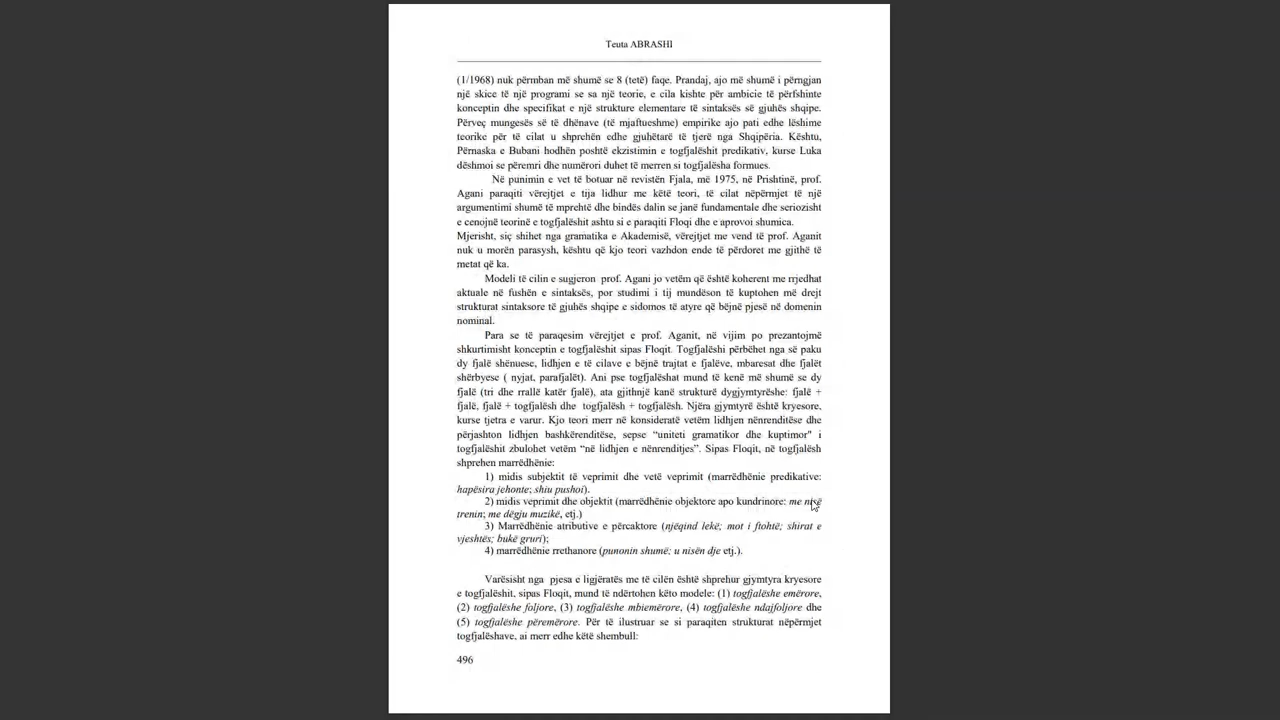 Teuta ABRASHI
(1/1968) nuk përmban më shumë se 8 (tetë) faqe. Prandaj, ajo më shumë i përngjan
një skice të një programi se sa një teorie, e cila kishte për ambicie të përfshinte
konceptin dhe specifikat e një strukture elementare të sintaksës së gjuhës shqipe.
Përveç mungesës së të dhënave (të mjaftueshme) empirike ajo pati edhe lëshime
teorike për të cilat u shprehën edhe gjuhëtarë të tjerë nga Shqipëria. Kështu,
Përnaska e Bubani hodhën poshtë ekzistimin e togfjalëshit predikativ, kurse Luka
dëshmoi se përemri dhe numërori duhet të merren si togfjalësha formues.
Në punimin e vet të botuar në revistën Fjala, më 1975, në Prishtinë, prof.
Agani paraqiti vërejtjet e tija lidhur me këtë teori, të cilat nëpërmjet të një
argumentimi shumë të mprehtë dhe bindës dalin se janë fundamentale dhe seriozisht
e cenojnë teorinë e togfjalëshit ashtu si e paraqiti Floqi dhe e aprovoi shumica.
Mjerisht, siç shihet nga gramatika e Akademisë, vërejtjet me vend të prof. Aganit
nuk u morën parasysh, kështu që kjo teori vazhdon ende të përdoret me gjithë të
metat që ka.
Modeli të cilin e sugjeron prof. Agani jo vetëm që është koherent me rrjedhat
aktuale në fushën e sintaksës, por studimi i tij mundëson të kuptohen më drejt
strukturat sintaksore të gjuhës shqipe e sidomos të atyre që bëjnë pjesë në domenin
nominal.
Para se të paraqesim vërejtjet e prof. Aganit, në vijim po prezantojmë
shkurtimisht konceptin e togfjalëshit sipas Floqit. Togfjalëshi përbëhet nga së paku
dy fjalë shënuese, lidhjen e të cilave e bëjnë trajtat e fjalëve, mbaresat dhe fjalët
shërbyese ( nyjat, parafjalët). Ani pse togfjalëshat mund të kenë më shumë se dy
fjalë (tri dhe rrallë katër fjalë), ata gjithnjë kanë strukturë dygjymtyrëshe: fjalë +
fjalë, fjalë + togfjalësh dhe togfjalësh + togfjalësh. Njëra gjymtyrë është kryesore,
kurse tjetra e varur. Kjo teori merr në konsideratë vetëm lidhjen nënrenditëse dhe
përjashton lidhjen bashkërenditëse, sepse “uniteti gramatikor dhe kuptimor" i
togfjalëshit zbulohet vetëm “në lidhjen e nënrenditjes”. Sipas Floqit, në togfjalësh
shprehen marrëdhënie:
1) midis subjektit të veprimit dhe vetë veprimit (marrëdhënie predikative:
hapësira jehonte; shiu pushoi).
2) midis veprimit dhe objektit (marrëdhënie objektore apo kundrinore: me nisë
trenin; me dëgju muzikë, etj.)
3) Marrëdhënie atributive e përcaktore (njëqind lekë; mot i ftohtë; shirat e
vjeshtës; bukë gruri);
4) marrëdhënie rrethanore (punonin shumë; u nisën dje etj.).
Varësisht nga pjesa e ligjëratës me të cilën është shprehur gjymtyra kryesore
e togfjalëshit, sipas Floqit, mund të ndërtohen këto modele: (1) togfjalëshe emërore,
(2) togfjalëshe foljore, (3) togfjalëshe mbiemërore, (4) togfjalëshe ndajfoljore dhe
(5) togfjalëshe përemërore. Për të ilustruar se si paraqiten strukturat nëpërmjet
togfjalëshave, ai merr edhe këtë shembull:
496